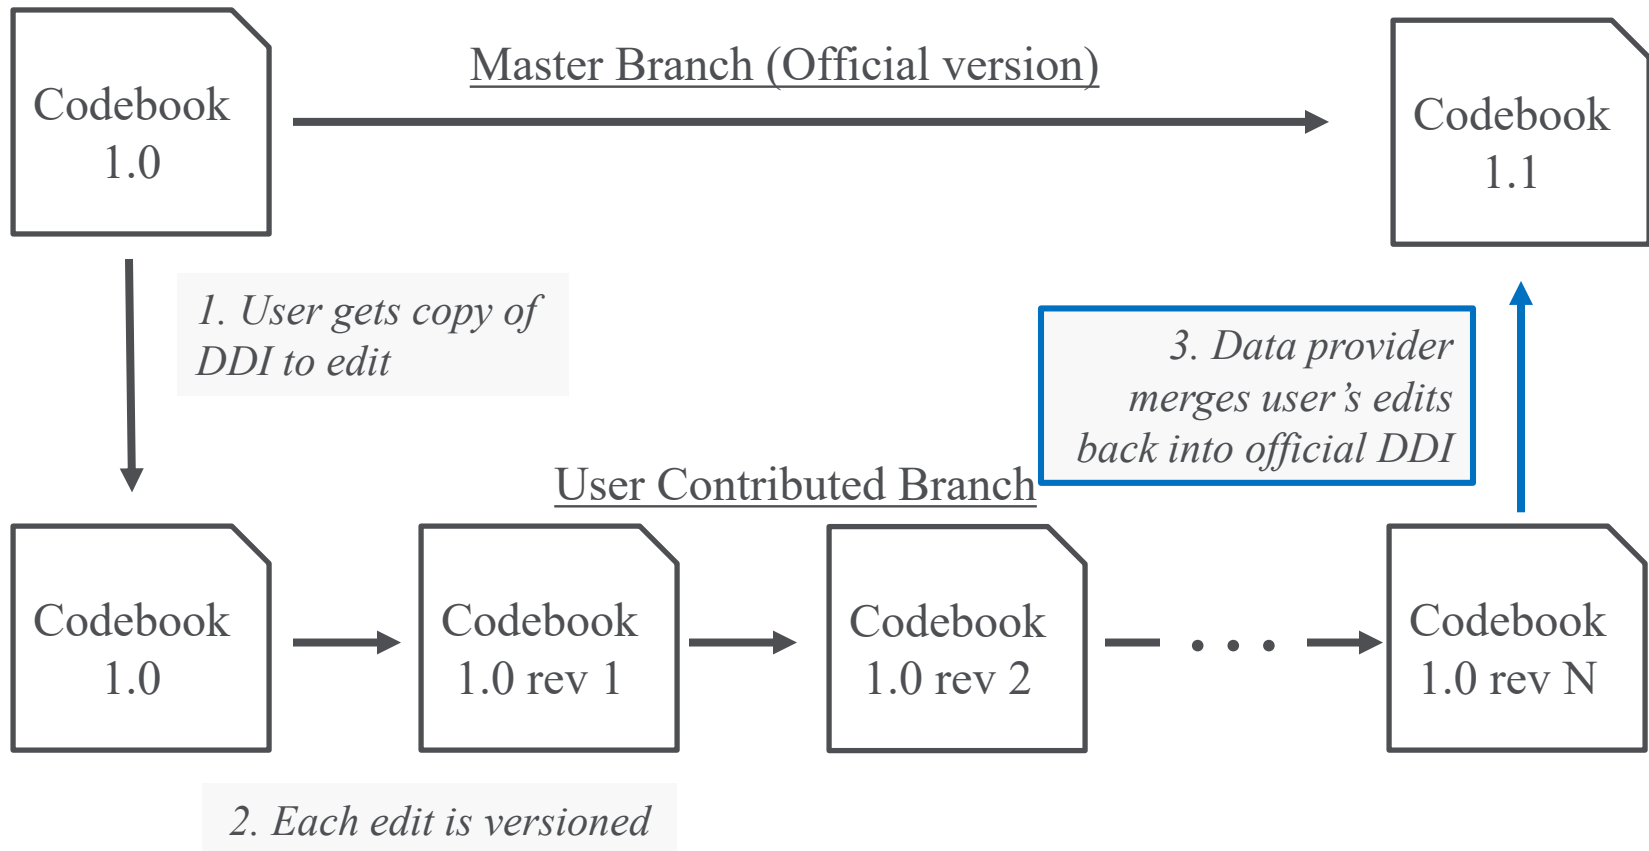 Codebook
1.0
Master Branch (Official version)
Codebook
1.1
1. User gets copy of
DDI to edit
3. Data provider
merges user’s edits
back into official DDI
User Contributed Branch
Codebook
1.0
Codebook
1.0 rev 1
Codebook
1.0 rev 2
. . .
Codebook
1.0 rev N
2. Each edit is versioned